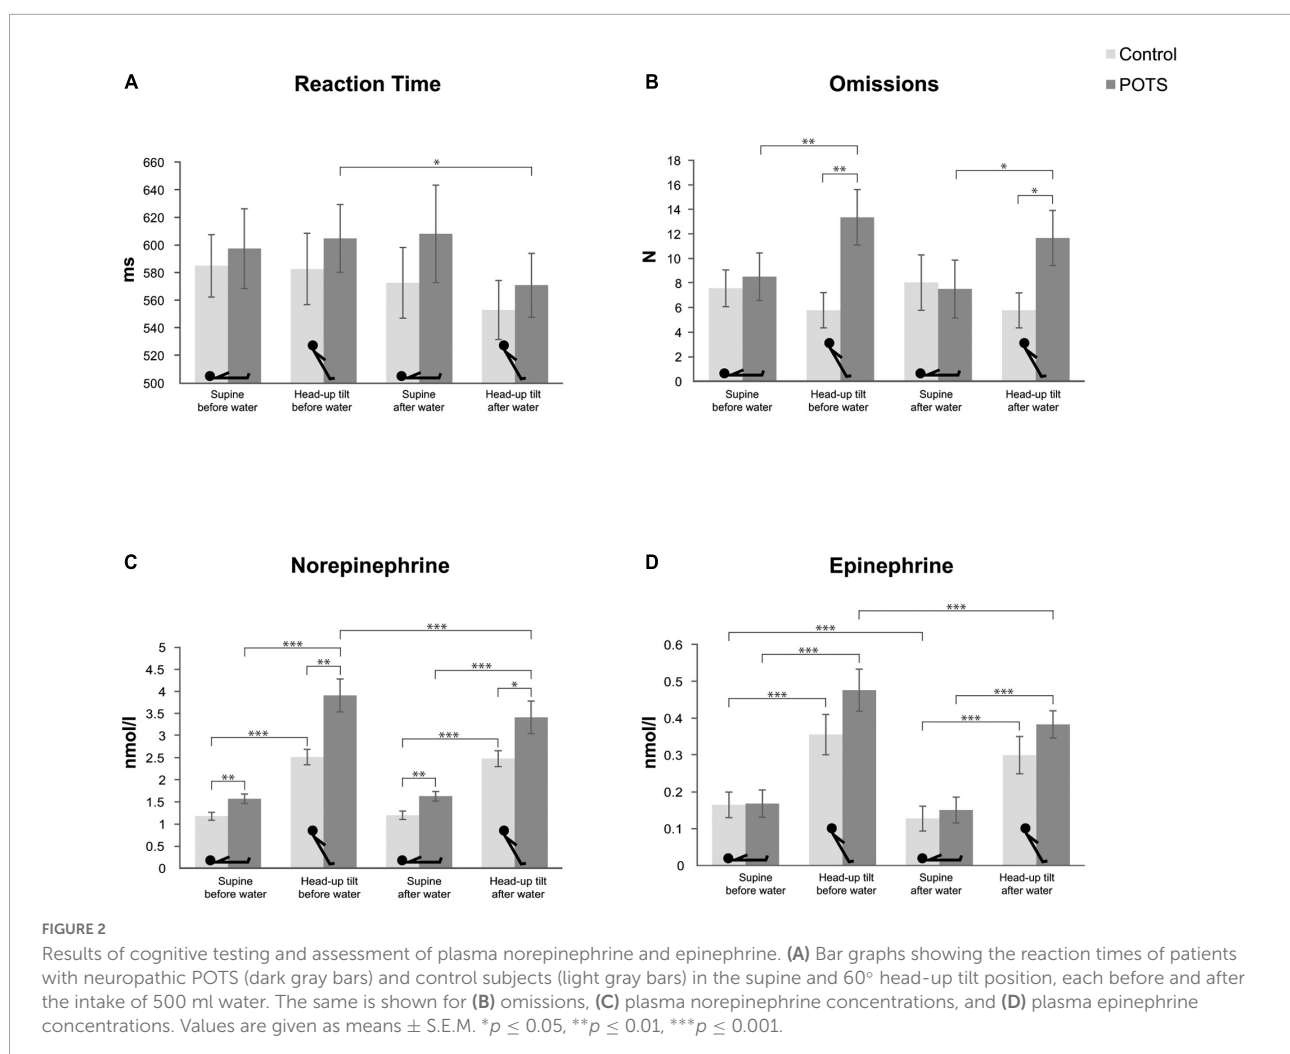 Control
POTS
A
Reaction Time
660
640
620
600
580
560
540
520
500
ms
*
Supine
before water
Head-up tilt
before water
Supine
after water
Head-up tilt
after water
B
Omissions
18
16
14
12
10
8
6
4
2
0
N
**
**
*
*
Supine
before water
Head-up tilt
before water
Supine
after water
Head-up tilt
after water
C
Norepinephrine
5
4.5
4
3.5
3
2.5
2
1.5
1
0.5
0
nmol/l
***
***
**
***
*
***
***
**
**
Supine
before water
Head-up tilt
before water
Supine
after water
Head-up tilt
after water
D
Epinephrine
0.6
0.5
0.4
0.3
0.2
0.1
0
nmol/l
***
***
***
***
***
***
Supine
before water
Head-up tilt
before water
Supine
after water
Head-up tilt
after water
FIGURE 2
Results of cognitive testing and assessment of plasma norepinephrine and epinephrine. (A) Bar graphs showing the reaction times of patients
with neuropathic POTS (dark gray bars) and control subjects (light gray bars) in the supine and 60° head-up tilt position, each before and after
the intake of 500 ml water. The same is shown for (B) omissions, (C) plasma norepinephrine concentrations, and (D) plasma epinephrine
concentrations. Values are given as means ± S.E.M. *p ≤ 0.05, **p ≤ 0.01, ***p ≤ 0.001.